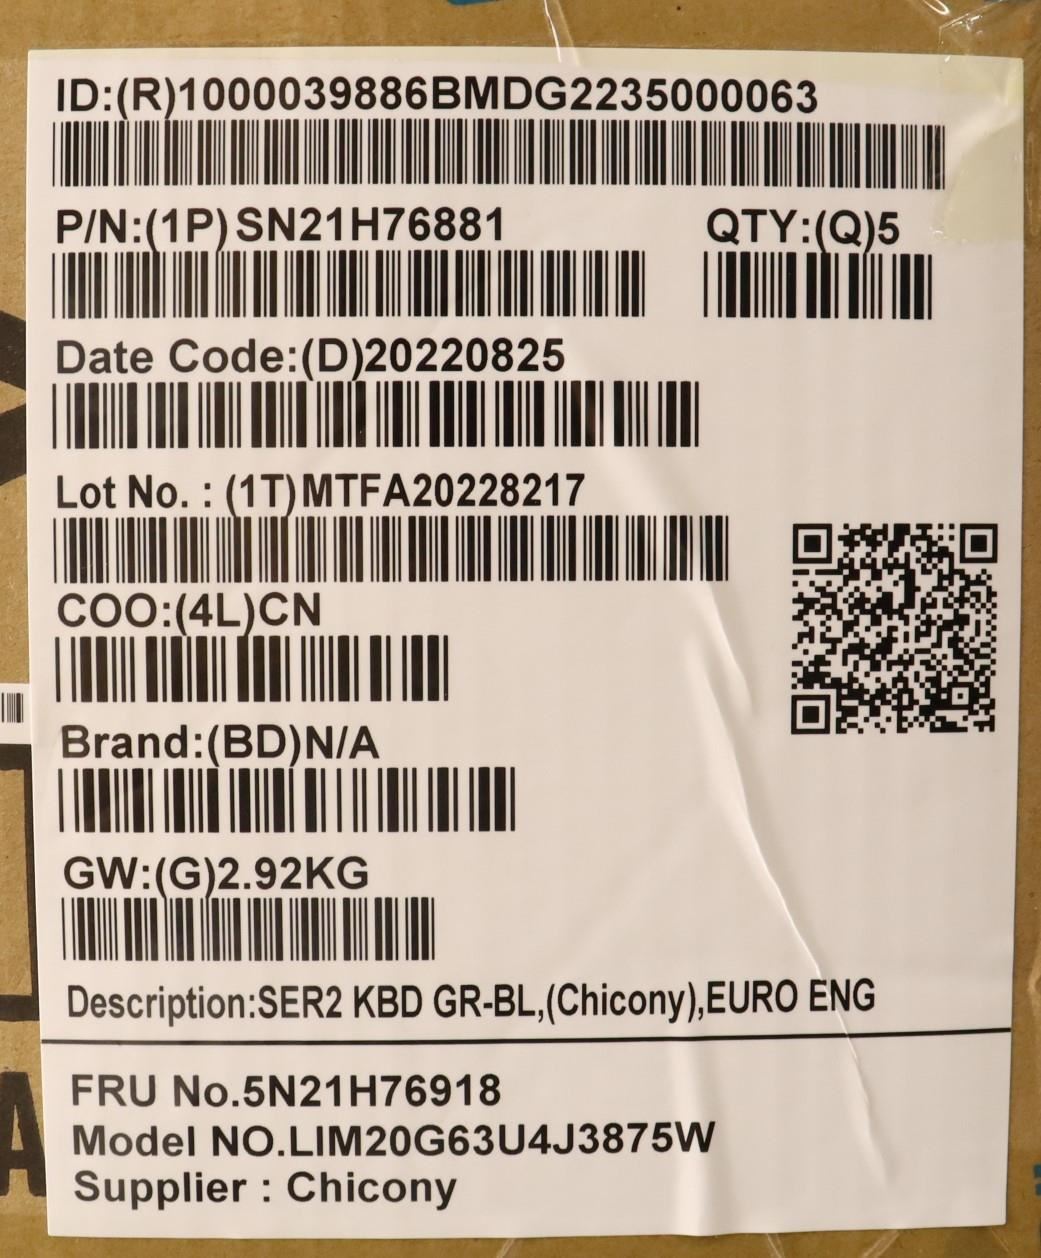 ID:(R)1000039886BMDG2235000063
P/N:(1P)SN21H76881 QTY:(Q)5
Date Code:(D)20220825
Lot No. : (1T)MTFA20228217
COO:(4L)CN
Brand:(BD)N/A
GW:(G)2.92KG
Description:SER2 KBD GR-BL,(Chicony),EURO ENG
FRU No.5N21H76918
Model NO.LIM20G63U4J3875W
Supplier : Chicony